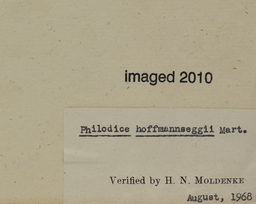 imaged 2010
Philodice hoffmannseggii Mart.
Verified by H. N. MOLDENKE
August, 1968